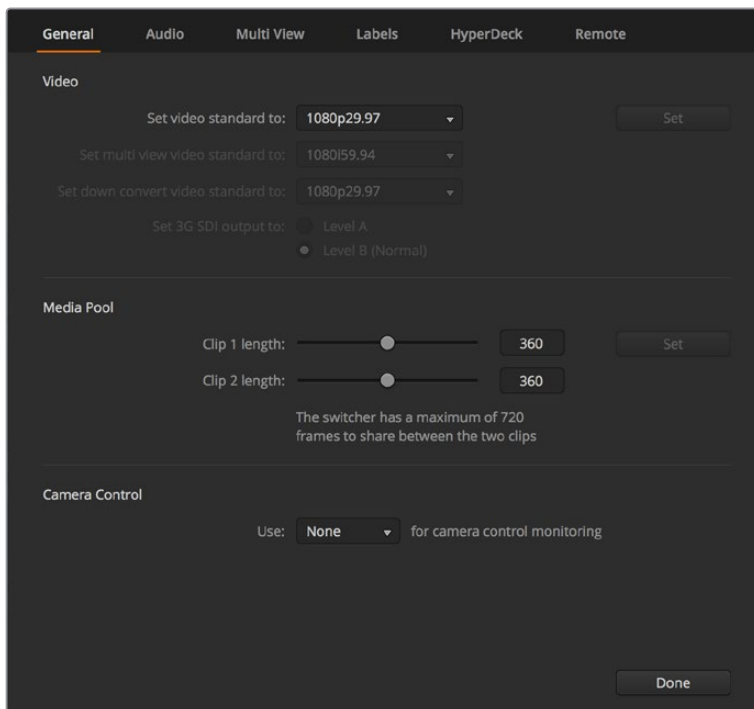 General Audio Multi View Labels HyperDeck Remote
Video
Set video standard to: 1080p29.97 Set
Set multi view video standard to: 1080i59.94
Set down convert video standard to: 1080p29.97
Set 3G SDI output to: Level A
Level B (Normal)
Media Pool
Clip 1 length: 360 Set
Clip 2 length: 360
The switcher has a maximum of 720
frames to share between the two clips
Camera Control
Use: None for camera control monitoring
Done